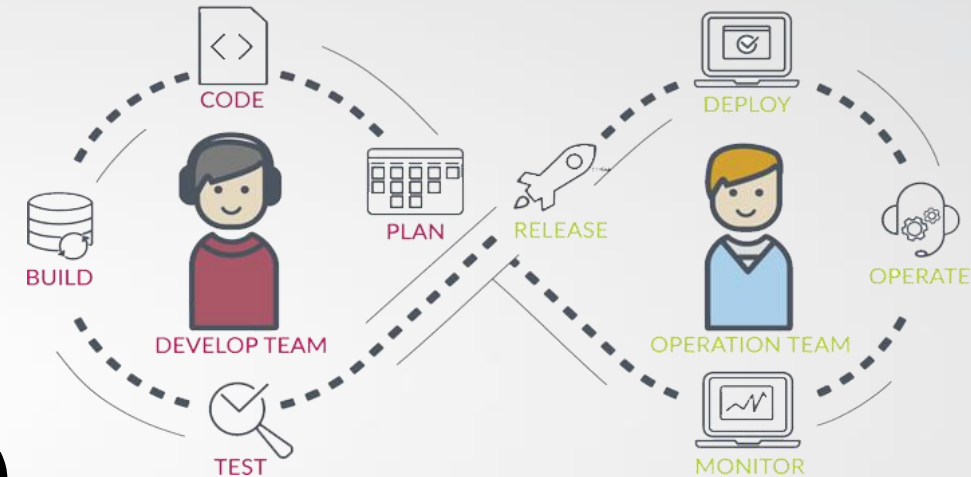 CODE
DEPLOY
PLAN
RELEASE
BUILD
OPERATE
DEVELOP TEAM
OPERATION TEAM
TEST
MONITOR